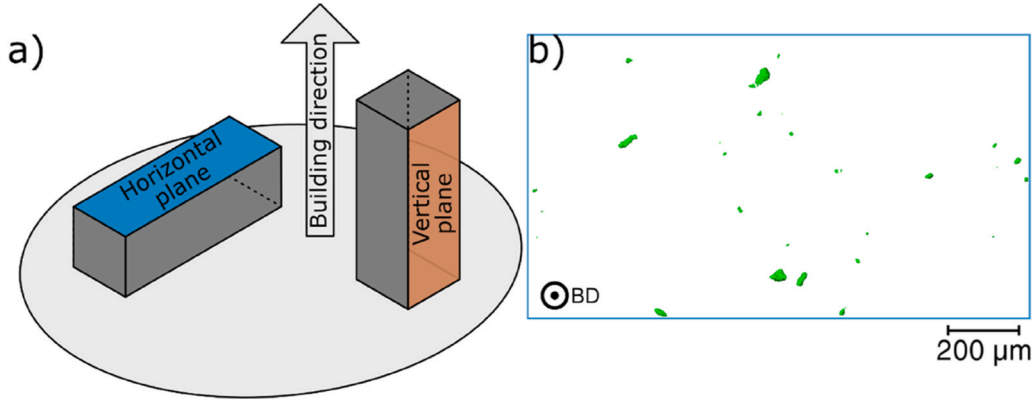 a)
Horizontal
plane
Building direction
Vertical
plane
b)
BD
200 μm